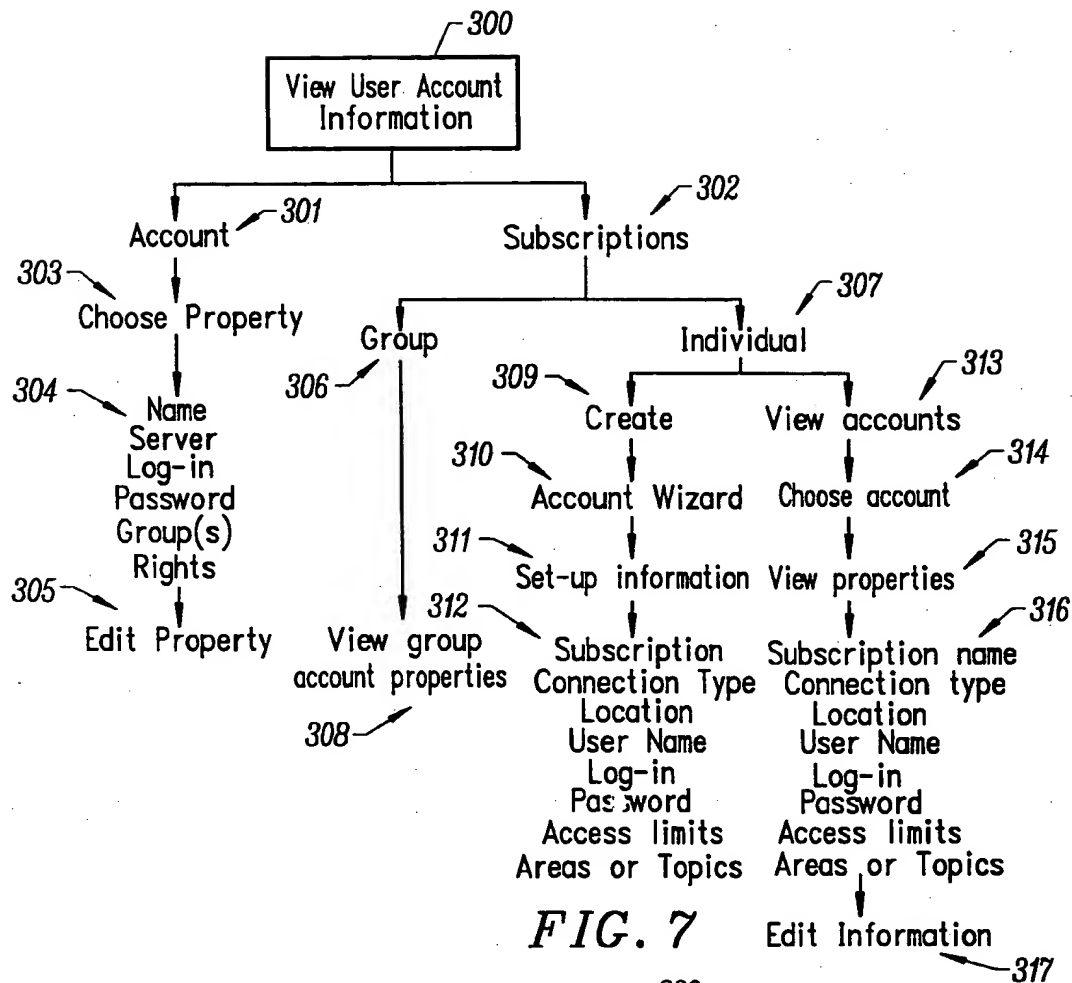 300
View User Account
Information
301
Account
302
Subscriptions
303
Choose Property
307
Group
306
Individual
304
Name
Server
Log-in
Password
Group(s)
Rights
309
Create
313
View accounts
310
Account Wizard
314
Choose account
311
Set-up information
315
View properties
305
Edit Property
View group
account properties
308
312
Subscription
Connection Type
Location
User Name
Log-in
Password
Access limits
Areas or Topics
316
Subscription name
Connection type
Location
User Name
Log-in
Password
Access limits
Areas or Topics
FIG. 7
Edit Information
317